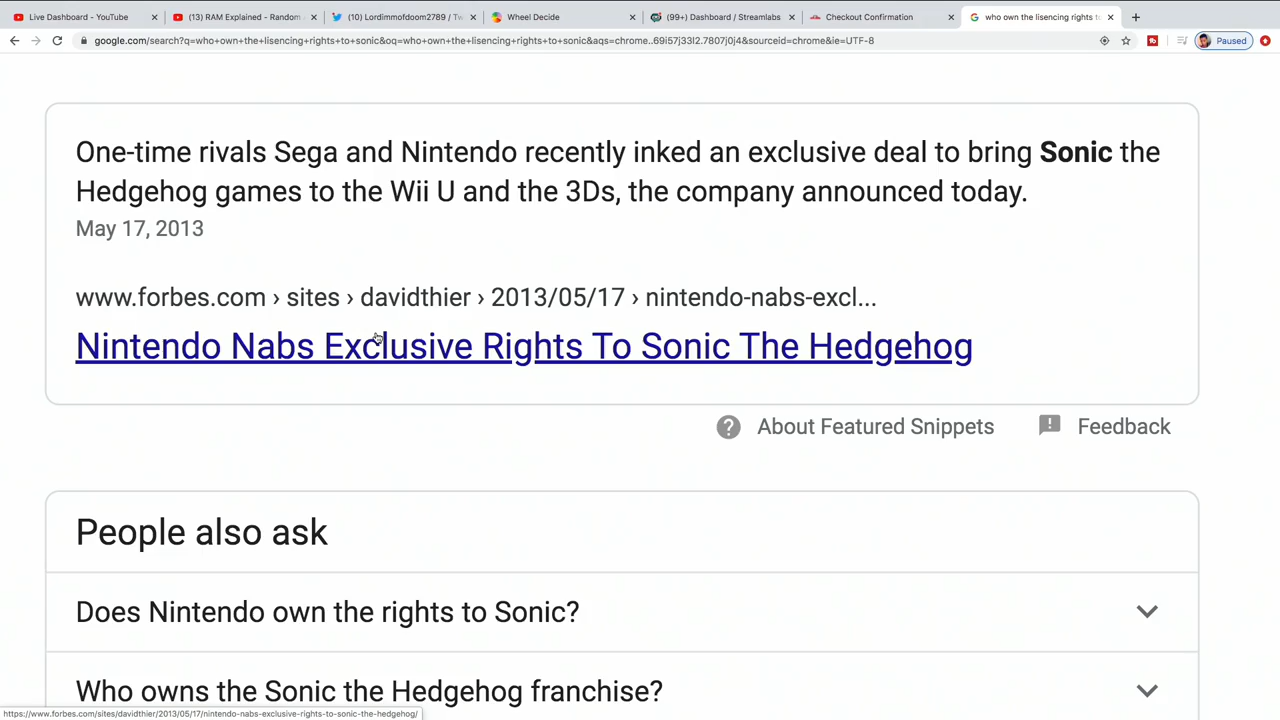 Live Dashboard - YouTube
(13) RAM Explained - Random
(10) Lordimmofdoom2789 / Tw
Wheel Decide
(99+) Dashboard / Streamlabs
Checkout Confirmation
who own the lisencing rights to
google.com/search?q=who+own+the+lisencing+rights+to+sonic&oq=who+own+the+lisencing+rights+to+sonic&aqs=chrome..69i57j33l2.7807j0j4&sourceid=chrome&ie=UTF-8
Paused
One-time rivals Sega and Nintendo recently inked an exclusive deal to bring Sonic the
Hedgehog games to the Wii U and the 3Ds, the company announced today.
May 17, 2013
www.forbes.com › sites › davidthier › 2013/05/17 › nintendo-nabs-excl...
Nintendo Nabs Exclusive Rights To Sonic The Hedgehog
About Featured Snippets
Feedback
People also ask
Does Nintendo own the rights to Sonic?
Who owns the Sonic the Hedgehog franchise?
https://www.forbes.com/sites/davidthier/2013/05/17/nintendo-nabs-exclusive-rights-to-sonic-the-hedgehog/